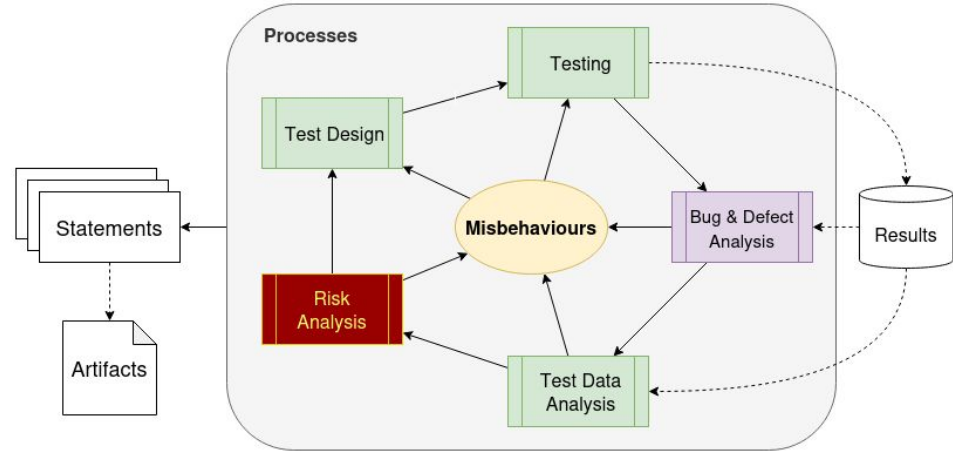 Processes
Testing
Test Design
Statements
Misbehaviours
Bug & Defect
Analysis
Results
Risk
Analysis
Artifacts
Test Data
Analysis